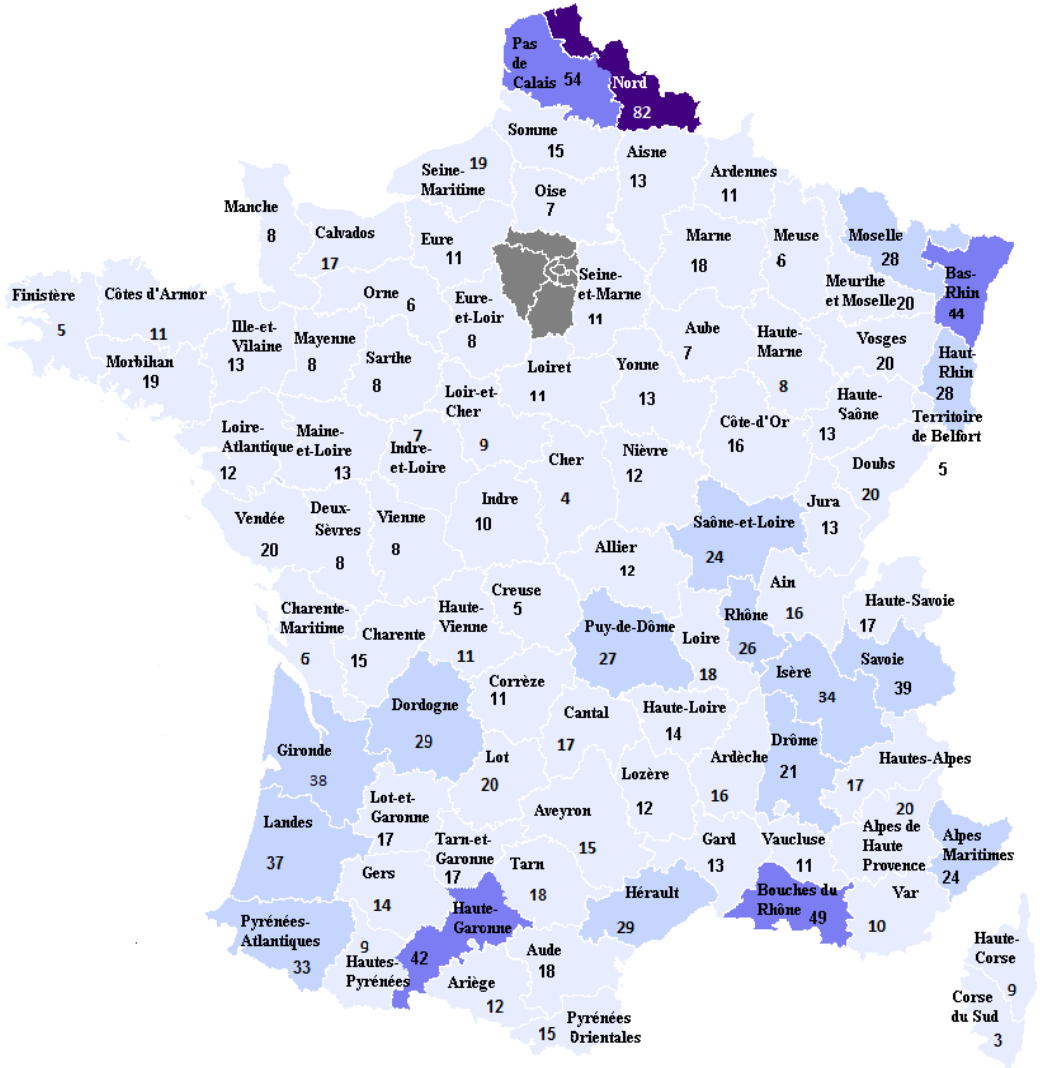 Pas
de
Calais 54
Nord
82
Somme
15
Aisne
13
Ardennes
11
Seine- 19
Maritime
Oise
7
Manche
8
Calvados
17
Eure
11
Marne
18
Meuse
6
Moselle
28
Meurthe
et Moselle 20
Bas-
Rhin
44
Seine-
et-Marne
11
Finistère
5
Côtes d'Armor
11
Orne
6
Eure-
et-Loir
8
Ille-et-
Vilaine
13
Mayenne
8
Morbihan
19
Sarthe
8
Aube
7
Haute-
Marne
8
Vosges
20
Haut-
Rhin
28
Loiret
11
Yonne
13
Loir-et-
Cher
9
Haute-
Saône
13
Territoire
de Belfort
5
Côte-d'Or
16
Loire-
Atlantique
12
Maine-
et-Loire
13
7
Indre-
et-Loire
Cher
4
Nièvre
12
Doubs
20
Indre
10
Jura
13
Vendée
20
Deux-
Sèvres
8
Vienne
8
Saône-et-Loire
24
Allier
12
Creuse
5
Ain
16
Haute-Savoie
17
Charente-
Maritime
6
Charente
15
Haute-
Vienne
11
Puy-de-Dôme
27
Loire
18
Rhône
26
Isère
34
Savoie
39
Corrèze
11
Dordogne
29
Cantal
17
Haute-Loire
14
Gironde
38
Lot
20
Lozère
12
Ardèche
16
Drôme
21
Hautes-Alpes
17
Lot-et-
Garonne
17
Aveyron
15
20
Alpes de
Haute
Provence
Alpes
Maritimes
24
Landes
37
Tarn-et-
Garonne
17
Tarn
18
Gard
13
Vaucluse
11
Gers
14
Haute-
Garonne
42
Hérault
29
Bouches du
Rhône 49
Var
10
Pyrénées-
Atlantiques
33
9
Hautes-
Pyrénées
Ariège
12
Aude
18
15 Pyrénées
Orientales
Haute-
Corse
9
Corse
du Sud
3